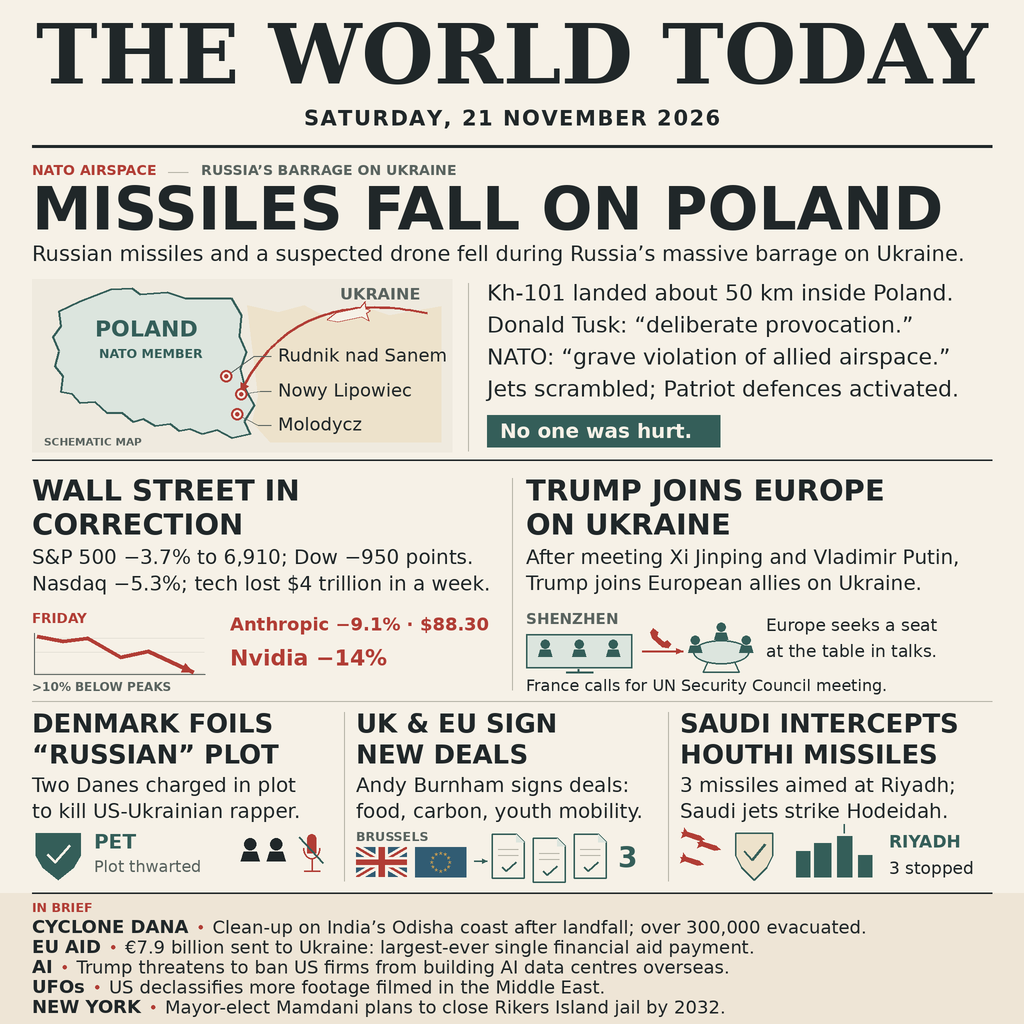 THE WORLD TODAY
SATURDAY, 21 NOVEMBER 2026
NATO AIRSPACE — RUSSIA’S BARRAGE ON UKRAINE
MISSILES FALL ON POLAND
Russian missiles and a suspected drone fell during Russia’s massive barrage on Ukraine.
UKRAINE
POLAND
NATO MEMBER
Rudnik nad Sanem
Nowy Lipowiec
Molodycz
SCHEMATIC MAP
Kh-101 landed about 50 km inside Poland.
Donald Tusk: “deliberate provocation.”
NATO: “grave violation of allied airspace.”
Jets scrambled; Patriot defences activated.
No one was hurt.
WALL STREET IN
CORRECTION
S&P 500 −3.7% to 6,910; Dow −950 points.
Nasdaq −5.3%; tech lost $4 trillion in a week.
FRIDAY
Anthropic −9.1% · $88.30
Nvidia −14%
>10% BELOW PEAKS
TRUMP JOINS EUROPE
ON UKRAINE
After meeting Xi Jinping and Vladimir Putin,
Trump joins European allies on Ukraine.
SHENZHEN
Europe seeks a seat
at the table in talks.
France calls for UN Security Council meeting.
DENMARK FOILS
“RUSSIAN” PLOT
Two Danes charged in plot
to kill US-Ukrainian rapper.
PET
Plot thwarted
UK & EU SIGN
NEW DEALS
Andy Burnham signs deals:
food, carbon, youth mobility.
BRUSSELS
3
SAUDI INTERCEPTS
HOUTHI MISSILES
3 missiles aimed at Riyadh;
Saudi jets strike Hodeidah.
RIYADH
3 stopped
IN BRIEF
CYCLONE DANA • Clean-up on India’s Odisha coast after landfall; over 300,000 evacuated.
EU AID • €7.9 billion sent to Ukraine: largest-ever single financial aid payment.
AI • Trump threatens to ban US firms from building AI data centres overseas.
UFOs • US declassifies more footage filmed in the Middle East.
NEW YORK • Mayor-elect Mamdani plans to close Rikers Island jail by 2032.